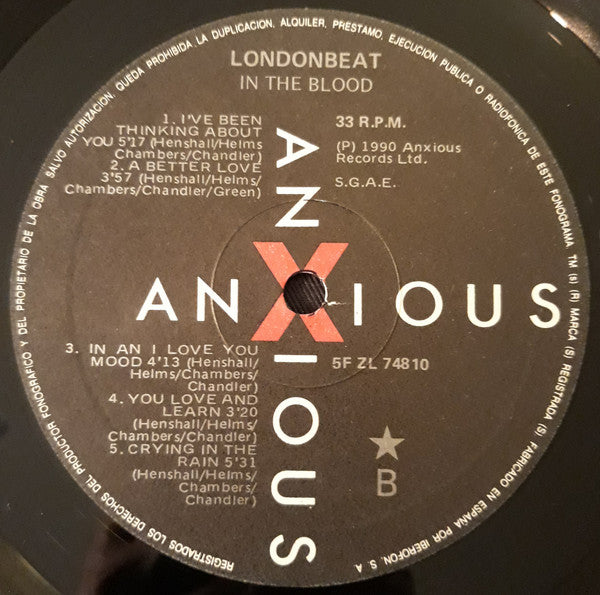 LONDONBEAT
IN THE BLOOD
1. I'VE BEEN
THINKING ABOUT
YOU 5'17 (Henshall/Helms
Chambers/Chandler)
2. A BETTER LOVE
3'57 (Henshall/Helms/
Chambers/Chandler/Green)
33 R.P.M.
(P) 1990 Anxious
Records Ltd.
S.G.A.E.
ANXIOUS
ANXIOUS
3. IN AN I LOVE YOU
MOOD 4'13 (Henshall/
Helms/Chambers/
Chandler)
4. YOU LOVE AND
LEARN 3'20
(Henshall/Helms/
Chambers/Chandler)
5. CRYING IN THE
RAIN 5'31
(Henshall/Helms/
Chambers/
Chandler)
5F ZL 74810
B
REGISTRADOS LOS DERECHOS DEL PRODUCTOR FONOGRAFICO Y DEL PROPIETARIO DE LA OBRA. SALVO AUTORIZACION, QUEDA PROHIBIDA LA DUPLICACION, ALQUILER, PRESTAMO, EJECUCION PUBLICA O RADIOFONICA DE ESTE FONOGRAMA TM (s) (R) MARCA (S) REGISTRADA (S) FABRICADO EN ESPAÑA POR IBEROFON, S. A.